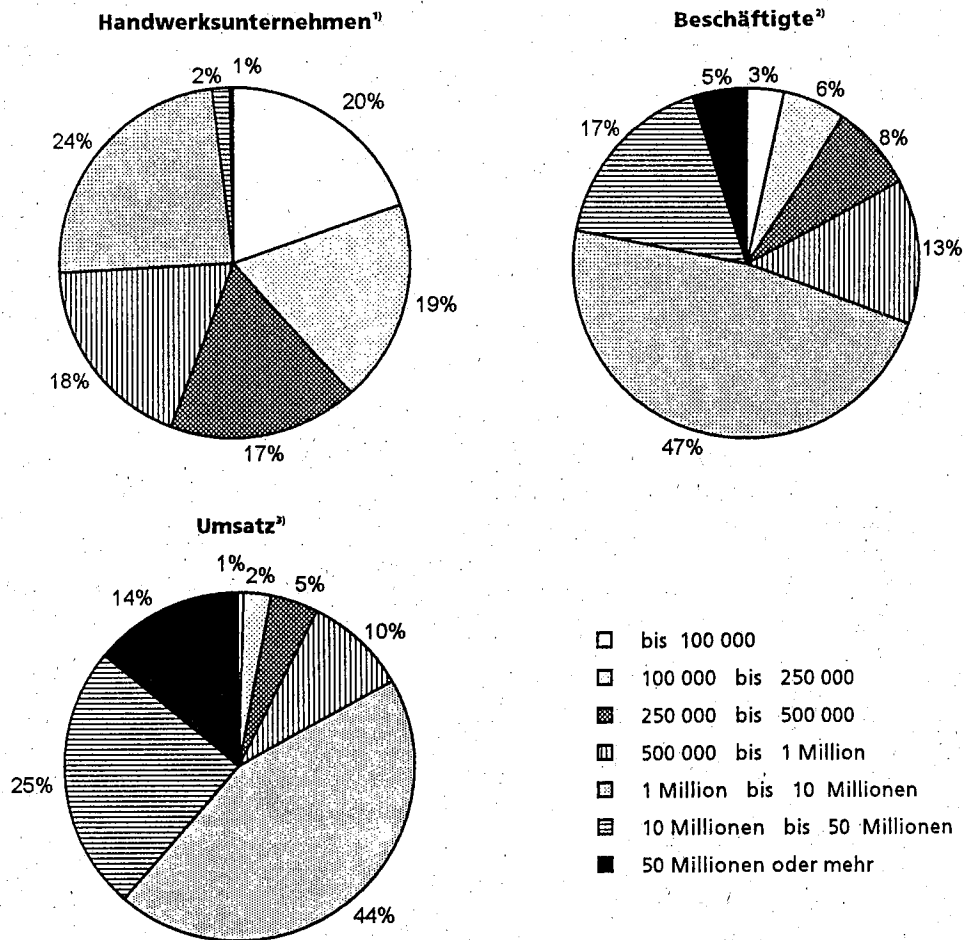 Handwerksunternehmen¹⁾
2% 1%
20%
24%
19%
18%
17%
Beschäftigte²⁾
5% 3%
6%
17%
8%
13%
47%
Umsatz³⁾
1% 2%
5%
14%
10%
25%
44%
bis 100 000
100 000 bis 250 000
250 000 bis 500 000
500 000 bis 1 Million
1 Million bis 10 Millionen
10 Millionen bis 50 Millionen
50 Millionen oder mehr